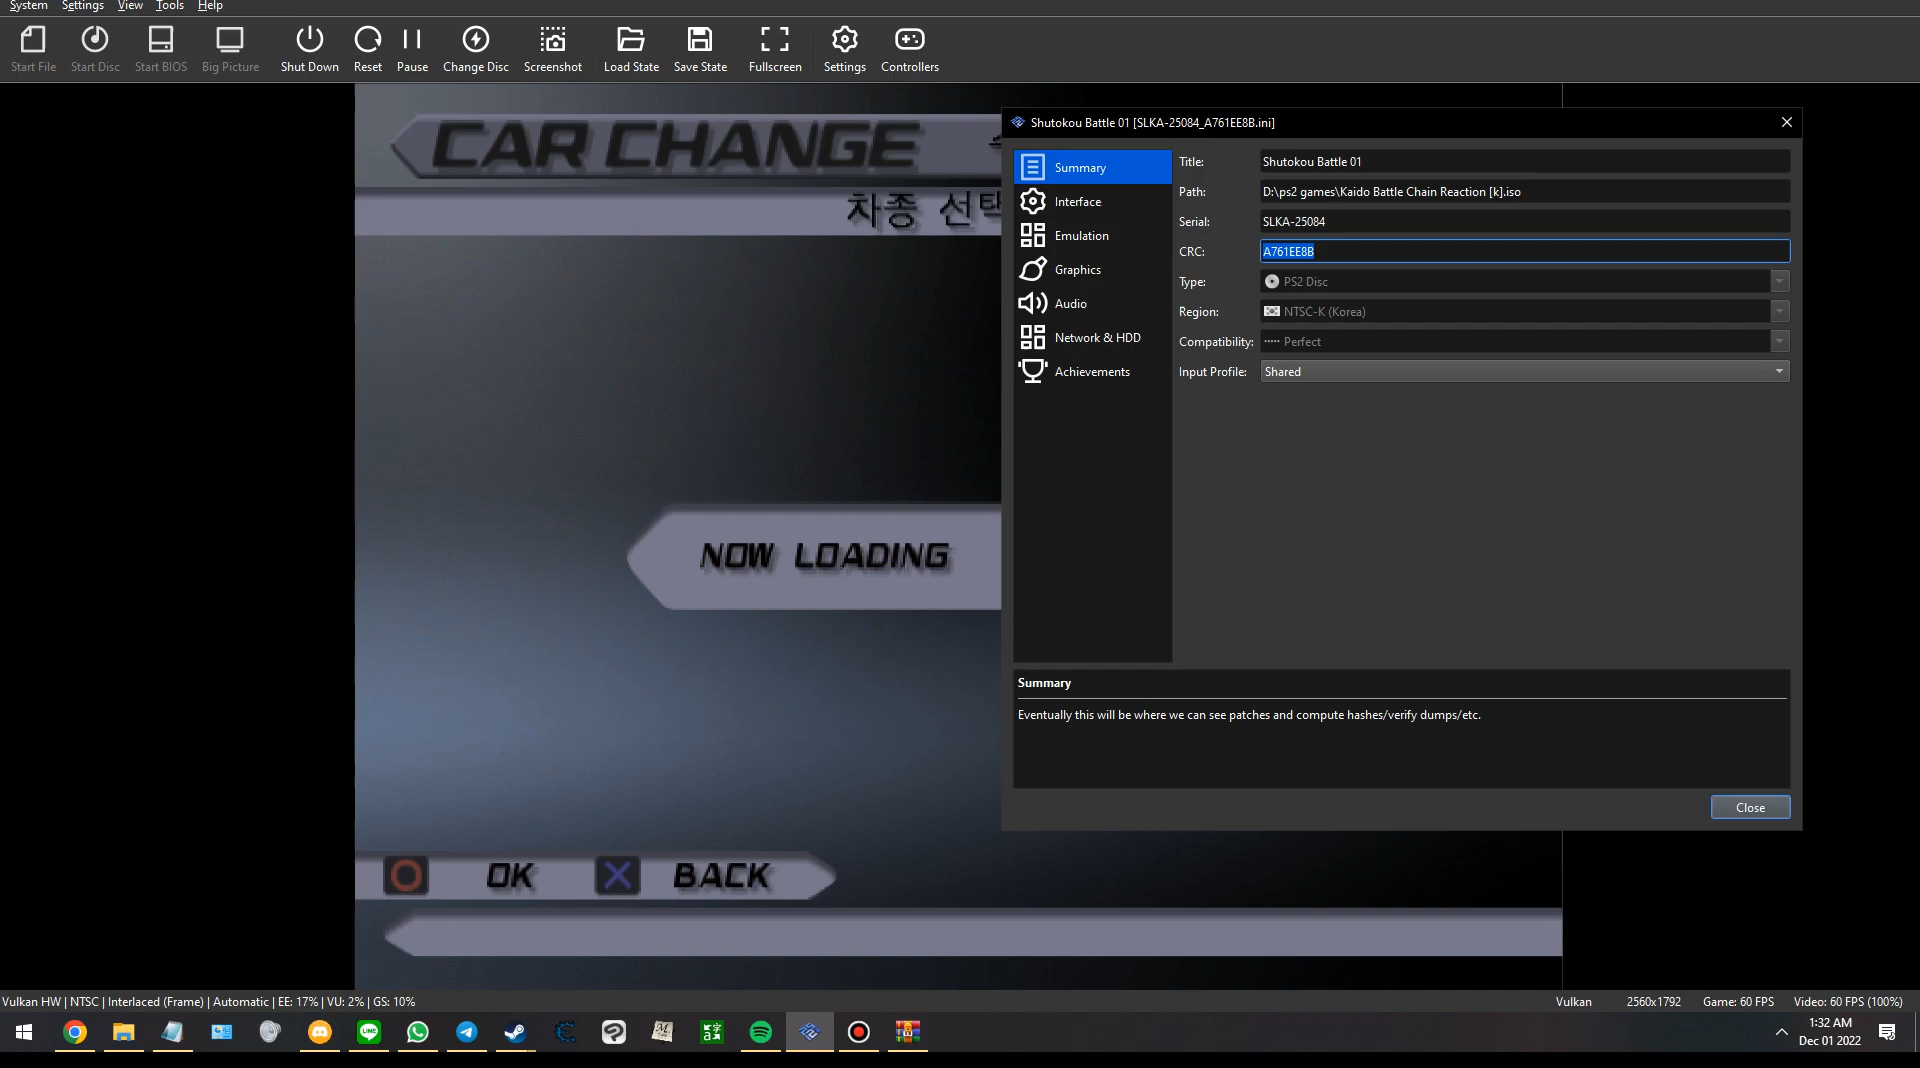 System Settings View Tools Help
Start File Start Disc Start BIOS Big Picture Shut Down Reset Pause Change Disc Screenshot Load State Save State Fullscreen Settings Controllers
CAR CHANGE
차종 선택
NOW LOADING
OK BACK
Shutokou Battle 01 [SLKA-25084_A761EE8B.ini]
Summary
Interface
Emulation
Graphics
Audio
Network & HDD
Achievements
Title: Shutokou Battle 01
Path: D:\ps2 games\Kaido Battle Chain Reaction [k].iso
Serial: SLKA-25084
CRC: A761EE8B
Type: PS2 Disc
Region: NTSC-K (Korea)
Compatibility: Perfect
Input Profile: Shared
Summary
Eventually this will be where we can see patches and compute hashes/verify dumps/etc.
Close
Vulkan HW | NTSC | Interlaced (Frame) | Automatic | EE: 17% | VU: 2% | GS: 10%
Vulkan 2560x1792 Game: 60 FPS Video: 60 FPS (100%)
LINE
1:32 AM
Dec 01 2022